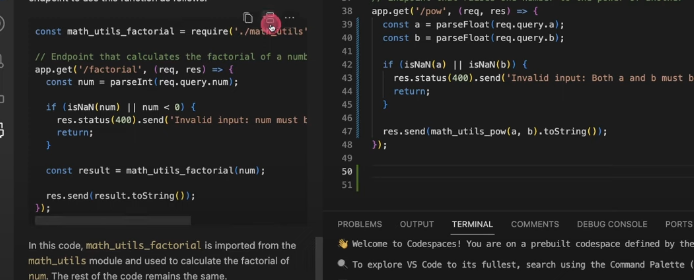 const math_utils_factorial = require('./math_utils'
// Endpoint that calculates the factorial of a numb
app.get('/factorial', (req, res) => {
const num = parseInt(req.query.num);
if (isNaN(num) || num < 0) {
res.status(400).send('Invalid input: num must b
return;
}
const result = math_utils_factorial(num);
res.send(result.toString());
});
In this code, math_utils_factorial is imported from the
math_utils module and used to calculate the factorial of
num. The rest of the code remains the same.
38 app.get('/pow', (req, res) => {
39 const a = parseFloat(req.query.a);
40 const b = parseFloat(req.query.b);
41
42 if (isNaN(a) || isNaN(b)) {
43 res.status(400).send('Invalid input: Both a and b must b
44 return;
45 }
46
47 res.send(math_utils_pow(a, b).toString());
48 });
49
50
51
PROBLEMS OUTPUT TERMINAL COMMENTS DEBUG CONSOLE PORTS
👋 Welcome to Codespaces! You are on a prebuilt codespace defined by the
🔍 To explore VS Code to its fullest, search using the Command Palette (